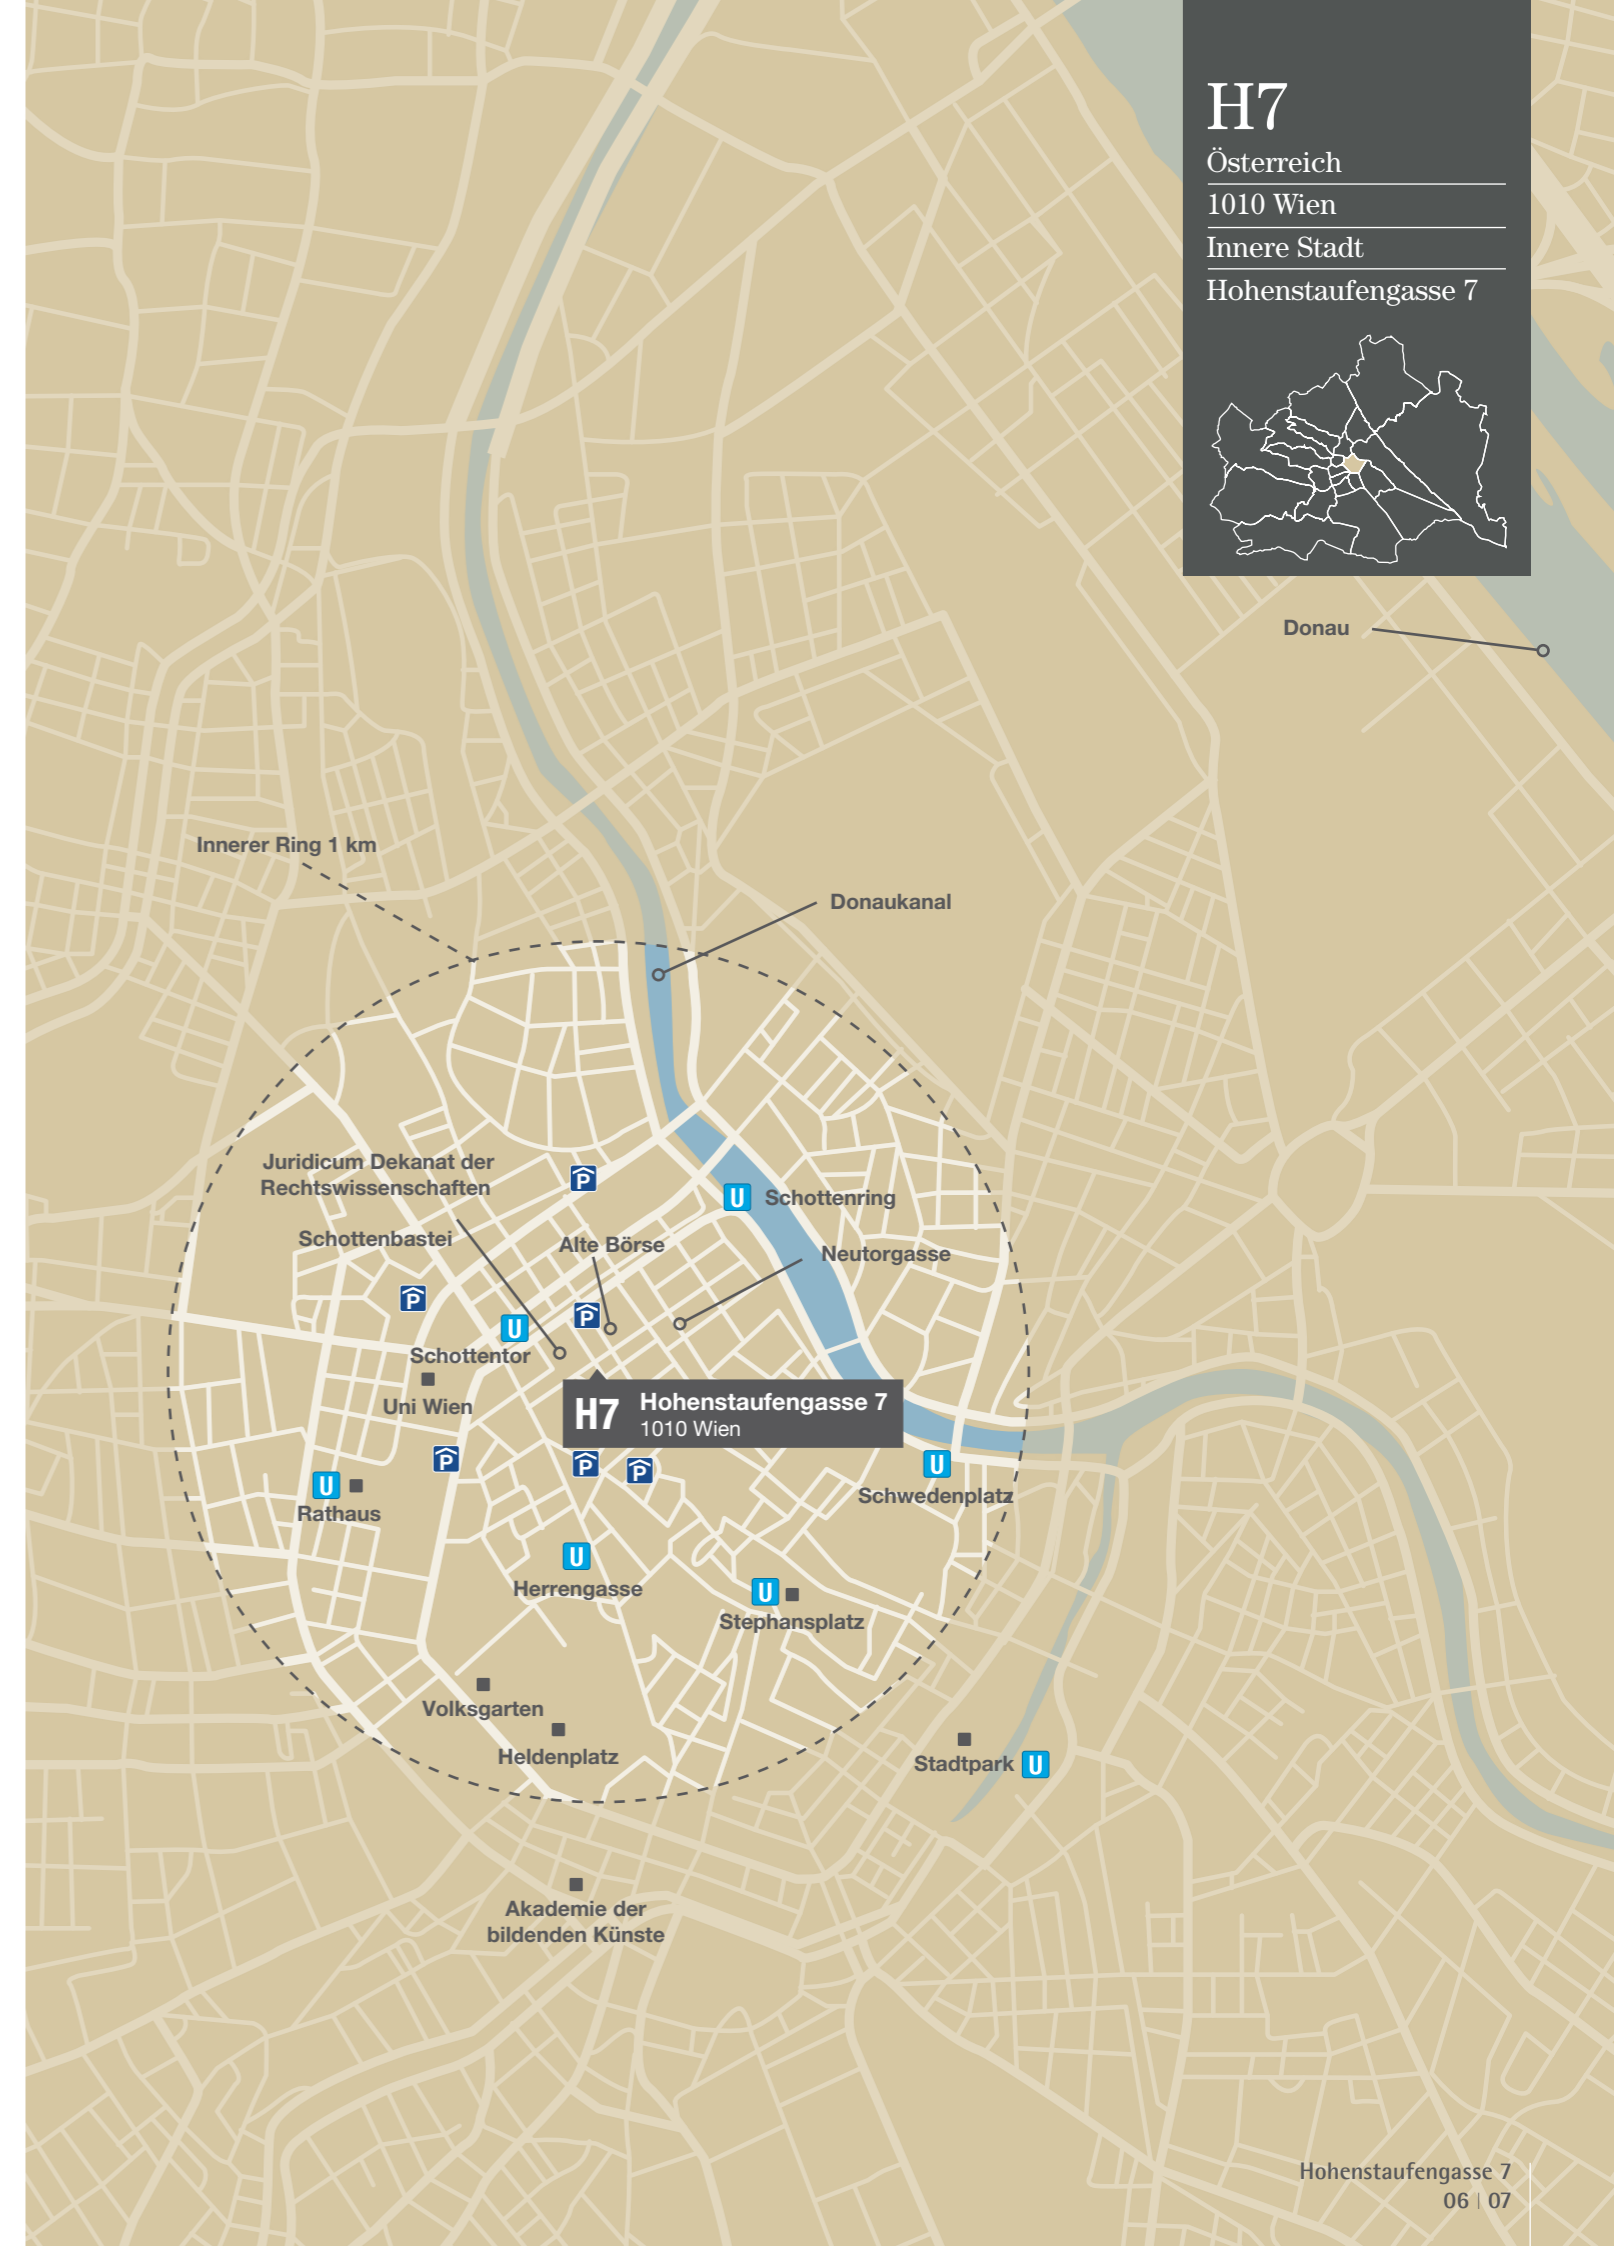 H7
Österreich
1010 Wien
Innere Stadt
Hohenstaufengasse 7
Donau
Innerer Ring 1 km
Donaukanal
Juridicum Dekanat der
Rechtswissenschaften
P
U Schottenring
Schottenbastei
Alte Börse
Neutorgasse
P
P
U
Schottentor
Uni Wien
H7 Hohenstaufengasse 7
1010 Wien
P
P
P
U
Schwedenplatz
U
Rathaus
U
Herrengasse
U
Stephansplatz
Volksgarten
Heldenplatz
Stadtpark U
Akademie der
bildenden Künste
Hohenstaufengasse 7
06 | 07